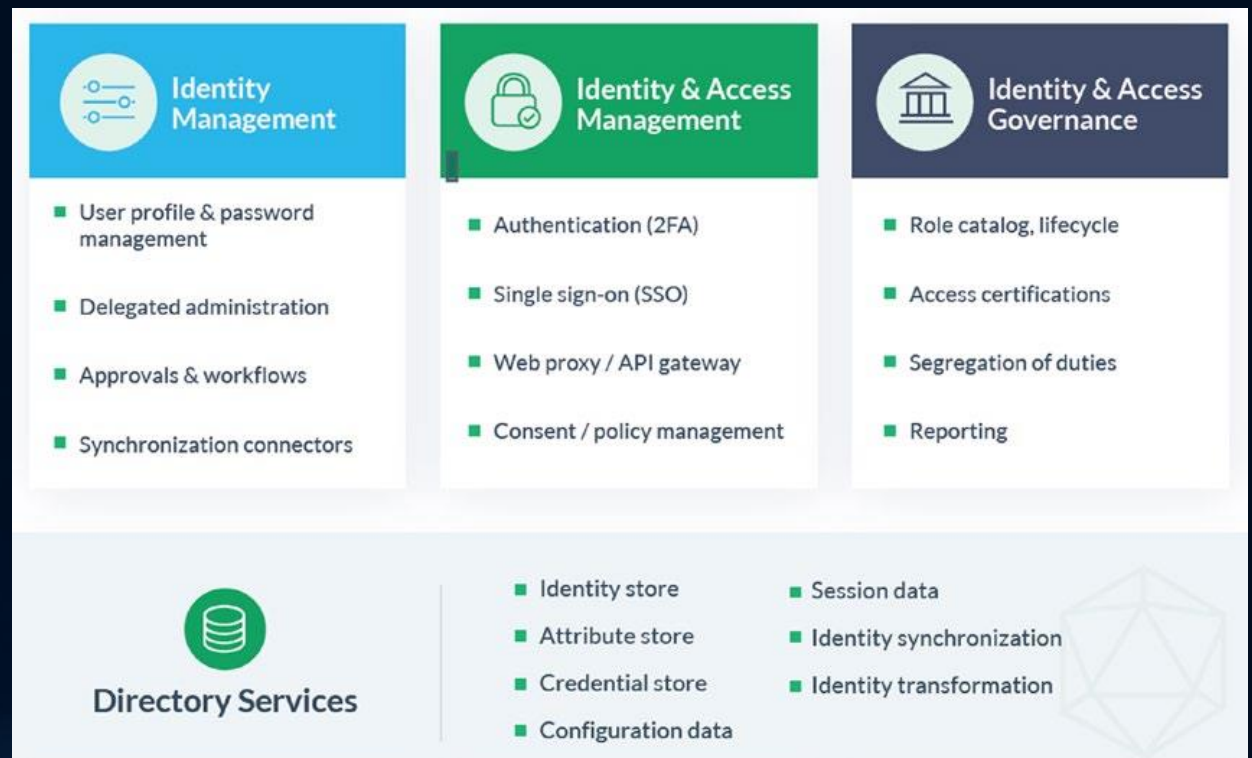 Identity
Management
User profile & password
management
Delegated administration
Approvals & workflows
Synchronization connectors
Identity & Access
Management
Authentication (2FA)
Single sign-on (SSO)
Web proxy / API gateway
Consent / policy management
Identity & Access
Governance
Role catalog, lifecycle
Access certifications
Segregation of duties
Reporting
Directory Services
Identity store
Attribute store
Credential store
Configuration data
Session data
Identity synchronization
Identity transformation